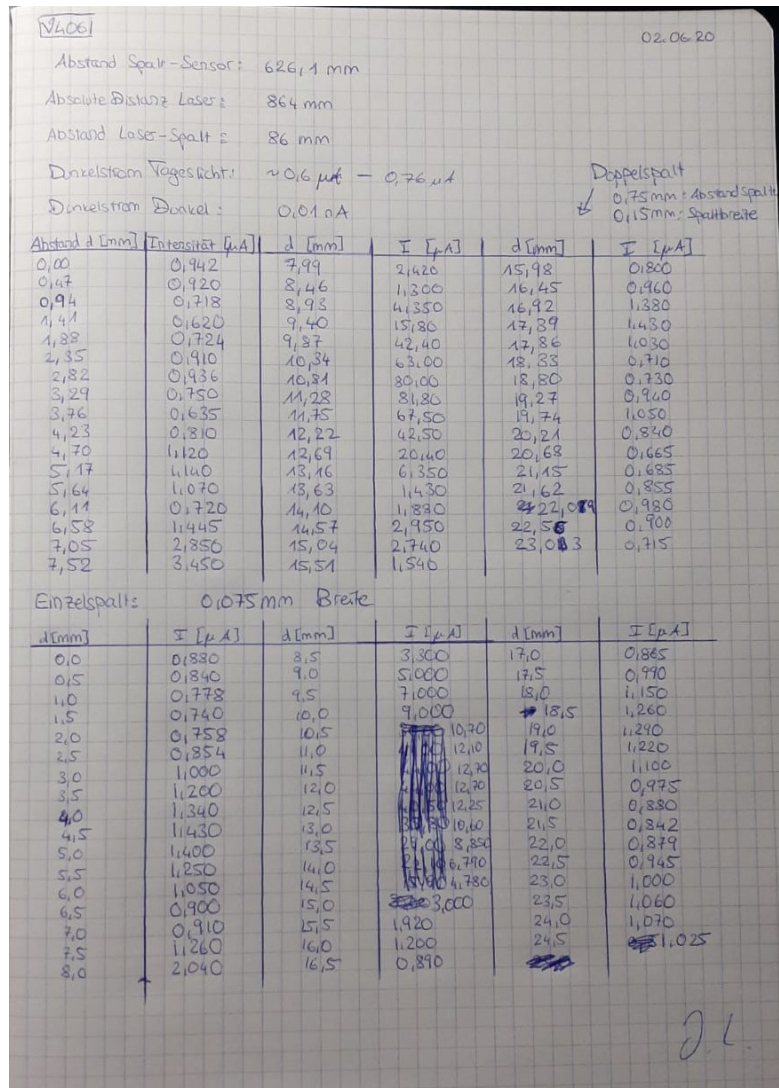 V406
02.06.20
Abstand Spalt-Sensor: 626,1 mm
Absolute Distanz Laser: 864 mm
Abstand Laser-Spalt: 86 mm
Dunkelstrom Tageslicht: ~0,6 μA - 0,76 μA
Dunkelstrom Dunkel: 0,01 nA
Doppelspalt
0,75mm: Abstand Spalte
0,15mm: Spaltbreite
Abstand d [mm] Intensität [μA] d [mm] I [μA] d [mm] I [μA]
0,00 0,942 7,99 2,420 15,98 0,800
0,47 0,920 8,46 1,300 16,45 0,960
0,94 0,718 8,93 4,350 16,92 1,380
1,41 0,620 9,40 15,80 17,39 1,430
1,88 0,724 9,87 42,40 17,86 1,030
2,35 0,910 10,34 63,00 18,33 0,710
2,82 0,936 10,81 80,00 18,80 0,730
3,29 0,750 11,28 81,80 19,27 0,940
3,76 0,635 11,75 67,50 19,74 1,050
4,23 0,810 12,22 42,50 20,21 0,840
4,70 1,120 12,69 20,40 20,68 0,665
5,17 1,140 13,16 6,350 21,15 0,685
5,64 1,070 13,63 1,430 21,62 0,855
6,11 0,720 14,10 1,880 22,09 0,980
6,58 1,445 14,57 2,950 22,56 0,900
7,05 2,850 15,04 2,740 23,03 0,715
7,52 3,450 15,51 1,540
Einzelspalt: 0,075mm Breite
d[mm] I [μA] d[mm] I [μA] d[mm] I [μA]
0,0 0,880 8,5 3,300 17,0 0,865
0,5 0,840 9,0 5,000 17,5 0,990
1,0 0,778 9,5 7,000 18,0 1,150
1,5 0,740 10,0 9,000 18,5 1,260
2,0 0,758 10,5 10,70 19,0 1,290
2,5 0,854 11,0 12,10 19,5 1,220
3,0 1,000 11,5 12,70 20,0 1,100
3,5 1,200 12,0 12,70 20,5 0,975
4,0 1,340 12,5 12,25 21,0 0,880
4,5 1,430 13,0 10,60 21,5 0,842
5,0 1,400 13,5 8,850 22,0 0,879
5,5 1,250 14,0 6,790 22,5 0,945
6,0 1,050 14,5 4,780 23,0 1,000
6,5 0,900 15,0 3,000 23,5 1,060
7,0 0,910 15,5 1,920 24,0 1,070
7,5 1,260 16,0 1,200 24,5 1,025
8,0 2,040 16,5 0,890
J.L.